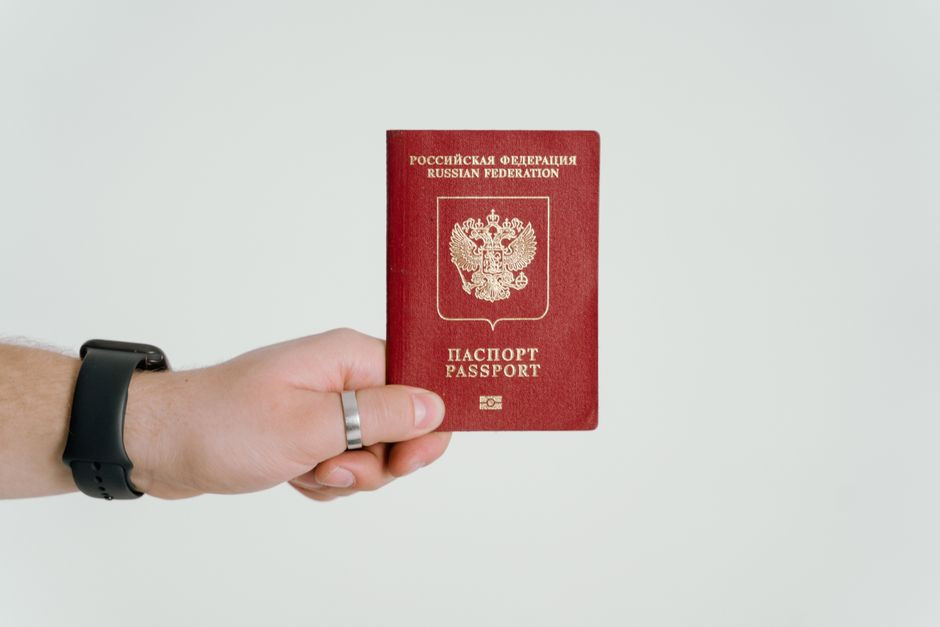 РОССИЙСКАЯ ФЕДЕРАЦИЯ
RUSSIAN FEDERATION
ПАСПОРТ
PASSPORT